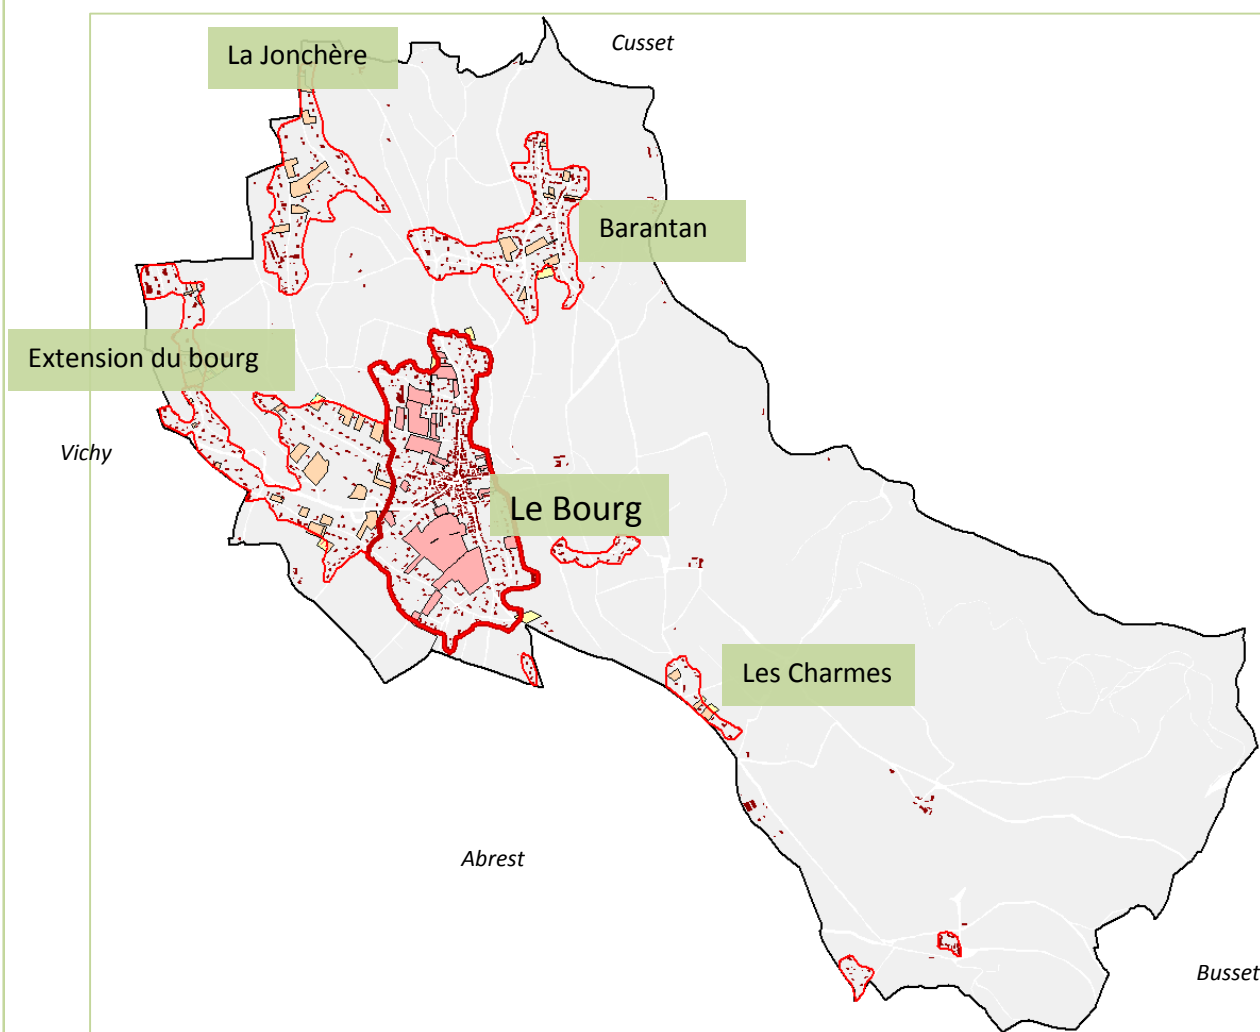 Cusset
La Jonchère
Barantan
Extension du bourg
Vichy
Le Bourg
Les Charmes
Abrest
Busset